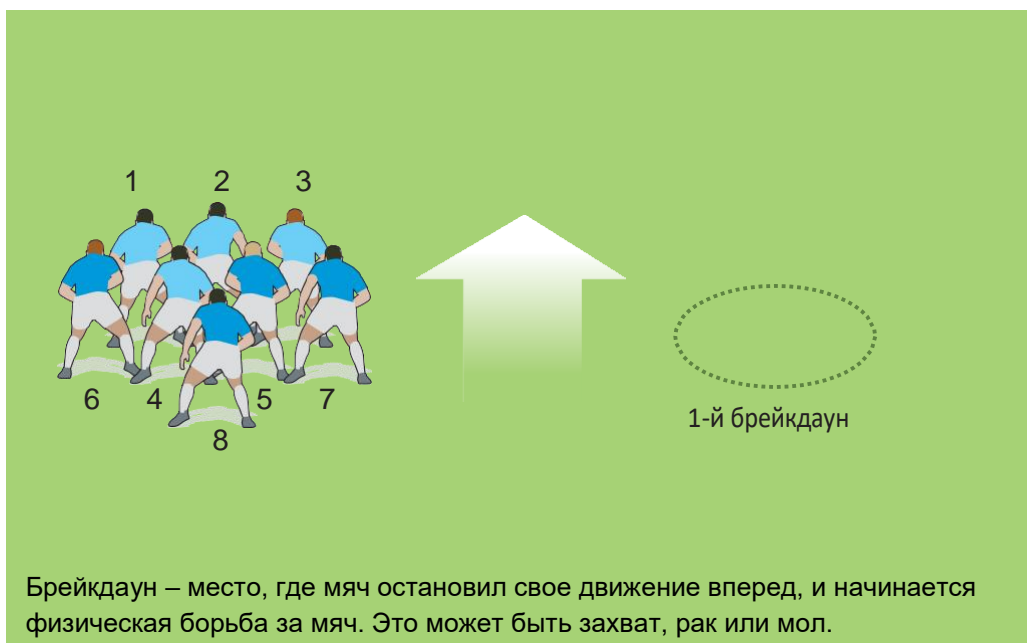 1 2 3
6 4 5 7
8
1-й брейкдаун
Брейкдаун – место, где мяч остановил свое движение вперед, и начинается
физическая борьба за мяч. Это может быть захват, рак или мол.